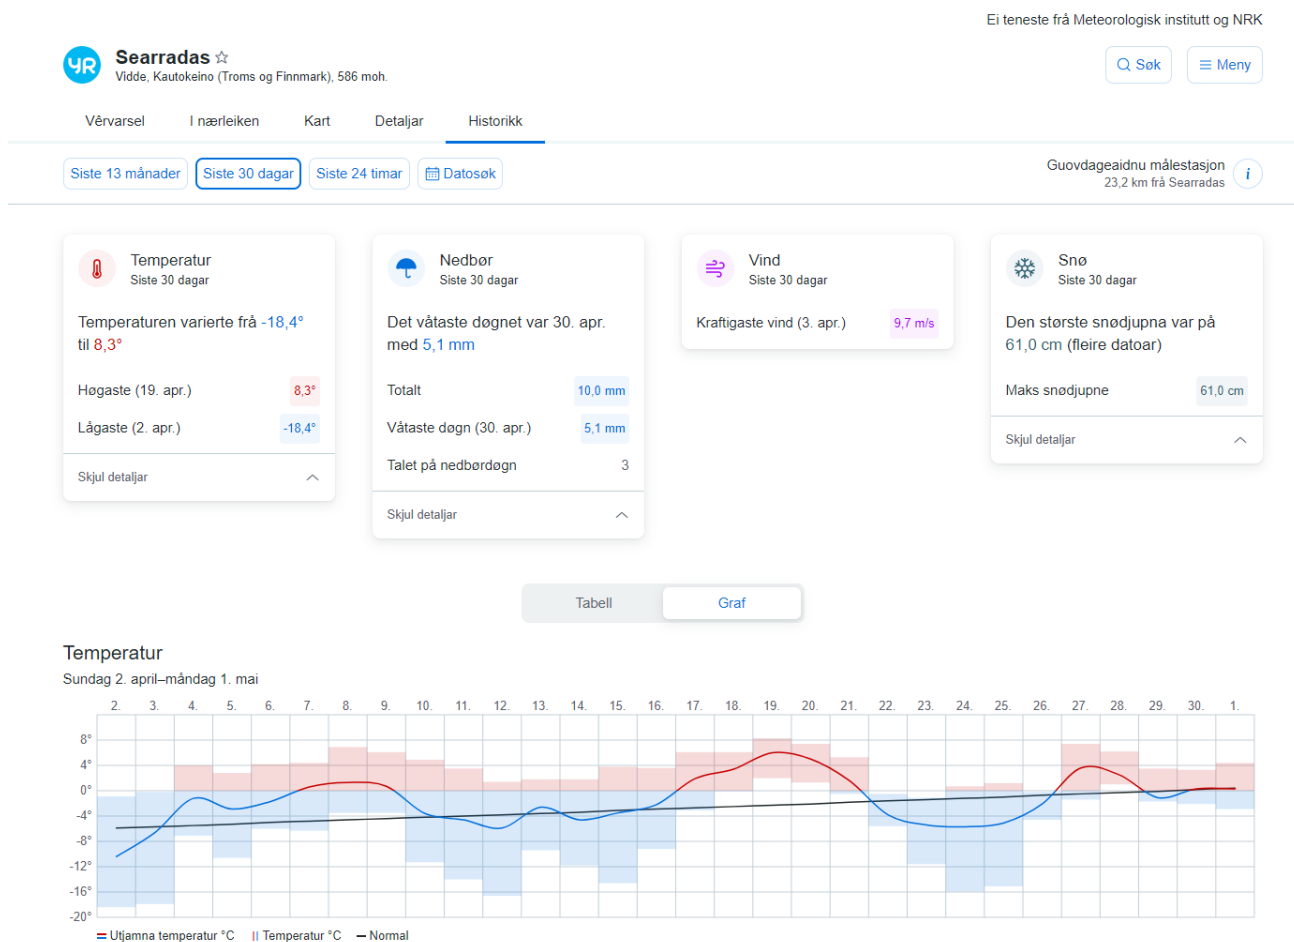 Ei teneste frå Meteorologisk institutt og NRK
YR
Searradas
Vidde, Kautokeino (Troms og Finnmark), 586 moh.
Søk
Meny
Vêrvarsel
I nærleiken
Kart
Detaljar
Historikk
Siste 13 månader
Siste 30 dagar
Siste 24 timar
Datosøk
Guovdageaidnu målestasjon
23,2 km frå Searradas
i
Temperatur
Siste 30 dagar
Temperaturen varierte frå -18,4°
til 8,3°
Høgaste (19. apr.) 8,3°
Lågaste (2. apr.) -18,4°
Skjul detaljar
Nedbør
Siste 30 dagar
Det våtaste døgnet var 30. apr.
med 5,1 mm
Totalt 10,0 mm
Våtaste døgn (30. apr.) 5,1 mm
Talet på nedbørdøgn 3
Skjul detaljar
Vind
Siste 30 dagar
Kraftigaste vind (3. apr.) 9,7 m/s
Snø
Siste 30 dagar
Den største snødjupna var på
61,0 cm (fleire datoar)
Maks snødjupne 61,0 cm
Skjul detaljar
Tabell
Graf
Temperatur
Sundag 2. april–måndag 1. mai
2. 3. 4. 5. 6. 7. 8. 9. 10. 11. 12. 13. 14. 15. 16. 17. 18. 19. 20. 21. 22. 23. 24. 25. 26. 27. 28. 29. 30. 1.
8°
4°
0°
-4°
-8°
-12°
-16°
-20°
Utjamna temperatur °C Temperatur °C Normal